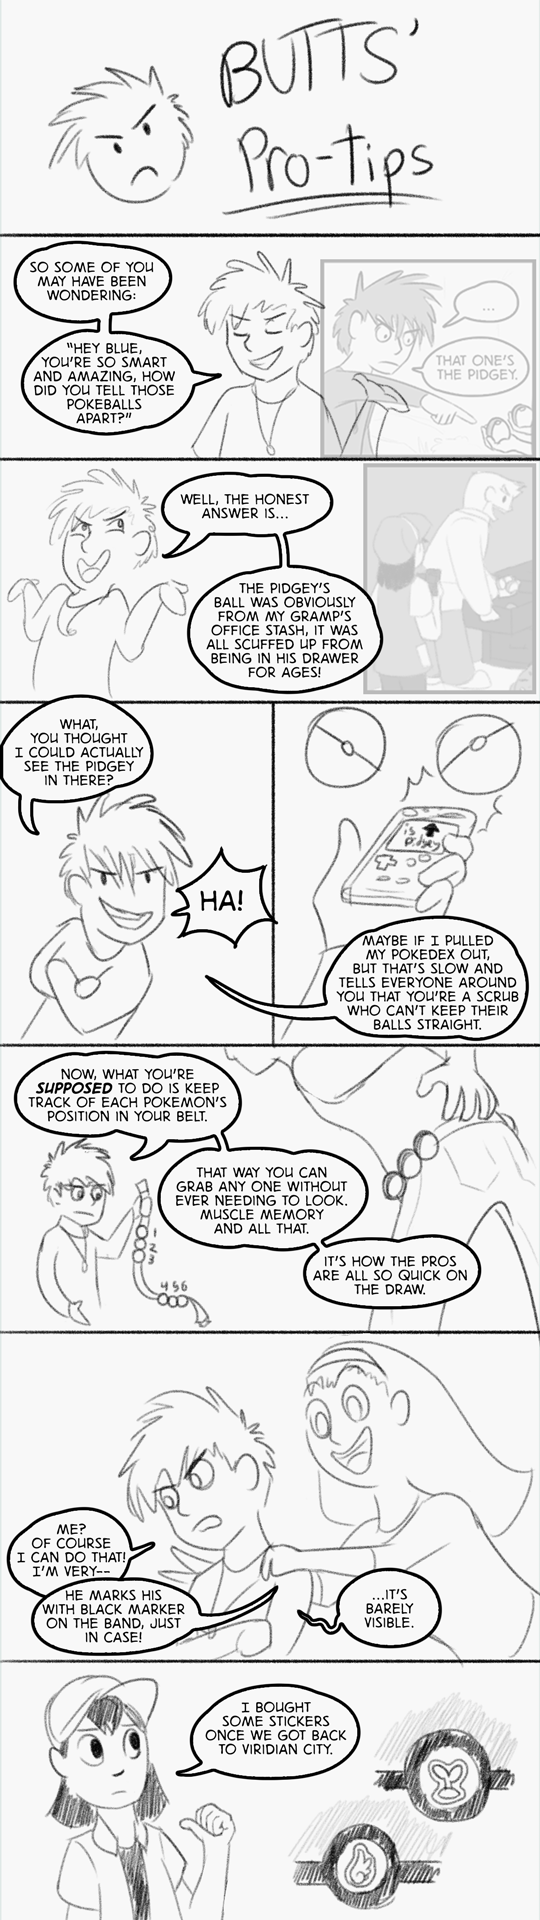 BUTTS'
Pro-tips
SO SOME OF YOU
MAY HAVE BEEN
WONDERING:
"HEY BLUE,
YOU'RE SO SMART
AND AMAZING, HOW
DID YOU TELL THOSE
POKEBALLS
APART?"
...
THAT ONE'S
THE PIDGEY.
WELL, THE HONEST
ANSWER IS...
THE PIDGEY'S
BALL WAS OBVIOUSLY
FROM MY GRAMP'S
OFFICE STASH, IT WAS
ALL SCUFFED UP FROM
BEING IN HIS DRAWER
FOR AGES!
WHAT,
YOU THOUGHT
I COULD ACTUALLY
SEE THE PIDGEY
IN THERE?
HA!
is
pidgey
MAYBE IF I PULLED
MY POKEDEX OUT,
BUT THAT'S SLOW AND
TELLS EVERYONE AROUND
YOU THAT YOU'RE A SCRUB
WHO CAN'T KEEP THEIR
BALLS STRAIGHT.
NOW, WHAT YOU'RE
SUPPOSED TO DO IS KEEP
TRACK OF EACH POKEMON'S
POSITION IN YOUR BELT.
THAT WAY YOU CAN
GRAB ANY ONE WITHOUT
EVER NEEDING TO LOOK.
MUSCLE MEMORY
AND ALL THAT.
1
2
3
4 5 6
IT'S HOW THE PROS
ARE ALL SO QUICK ON
THE DRAW.
ME?
OF COURSE
I CAN DO THAT!
I'M VERY--
HE MARKS HIS
WITH BLACK MARKER
ON THE BAND, JUST
IN CASE!
...IT'S
BARELY
VISIBLE.
I BOUGHT
SOME STICKERS
ONCE WE GOT BACK
TO VIRIDIAN CITY.